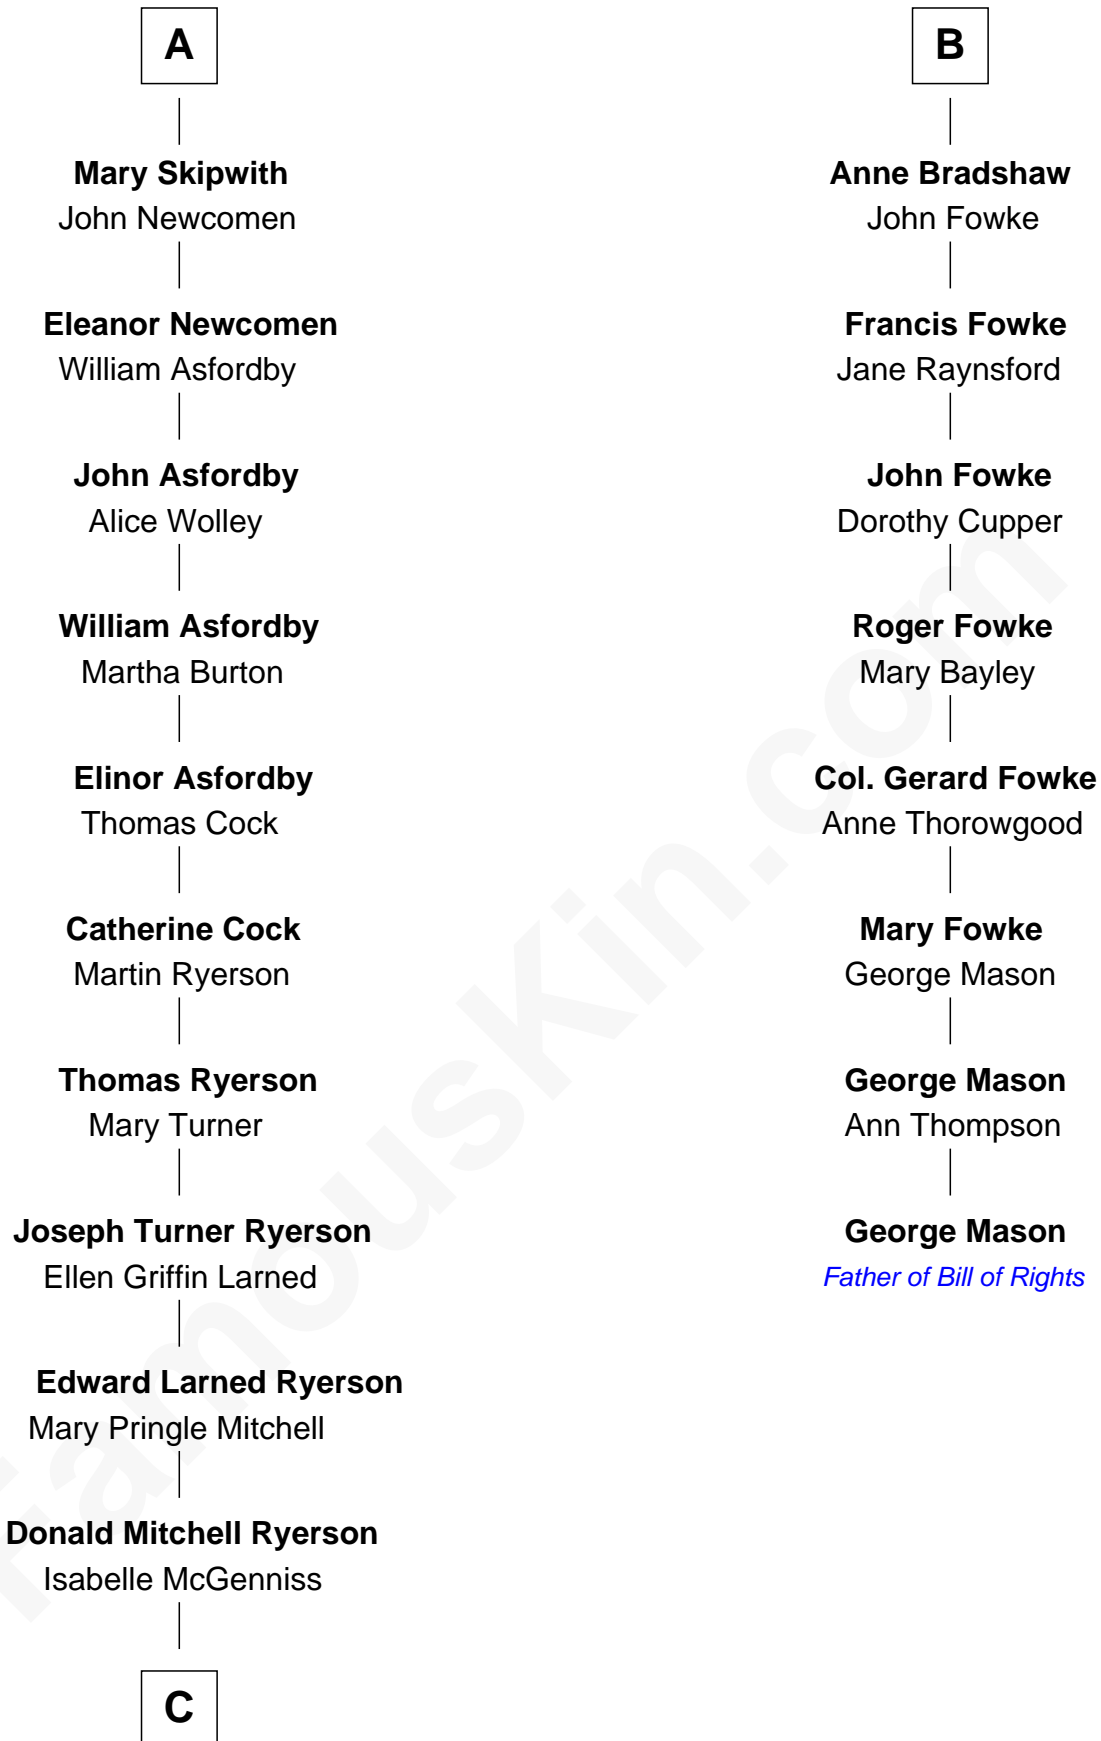 A
Mary Skipwith
John Newcomen
Eleanor Newcomen
William Asfordby
John Asfordby
Alice Wolley
William Asfordby
Martha Burton
Elinor Asfordby
Thomas Cock
Catherine Cock
Martin Ryerson
Thomas Ryerson
Mary Turner
Joseph Turner Ryerson
Ellen Griffin Larned
Edward Larned Ryerson
Mary Pringle Mitchell
Donald Mitchell Ryerson
Isabelle McGenniss
C
B
Anne Bradshaw
John Fowke
Francis Fowke
Jane Raynsford
John Fowke
Dorothy Cupper
Roger Fowke
Mary Bayley
Col. Gerard Fowke
Anne Thorowgood
Mary Fowke
George Mason
George Mason
Ann Thompson
George Mason
Father of Bill of Rights
FamousKin.com